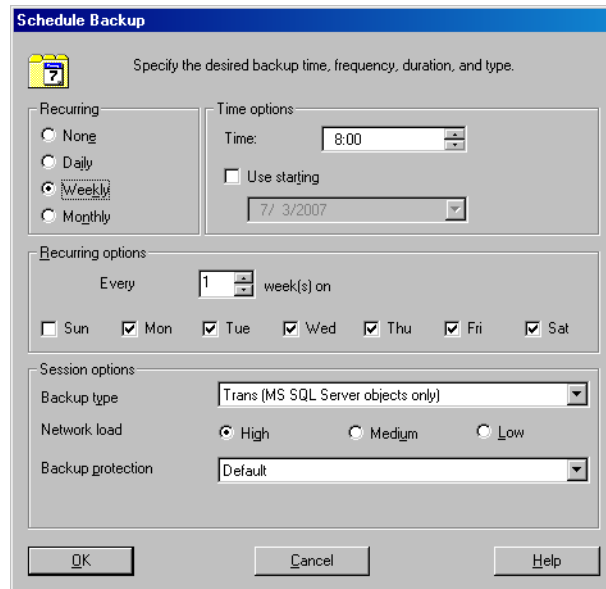 Schedule Backup
7
Specify the desired backup time, frequency, duration, and type.
Recurring
None
Daily
Weekly
Monthly
Time options
Time: 8:00
Use starting
7/ 3/2007
Recurring options
Every 1 week(s) on
Sun Mon Tue Wed Thu Fri Sat
Session options
Backup type Trans (MS SQL Server objects only)
Network load High Medium Low
Backup protection Default
OK Cancel Help